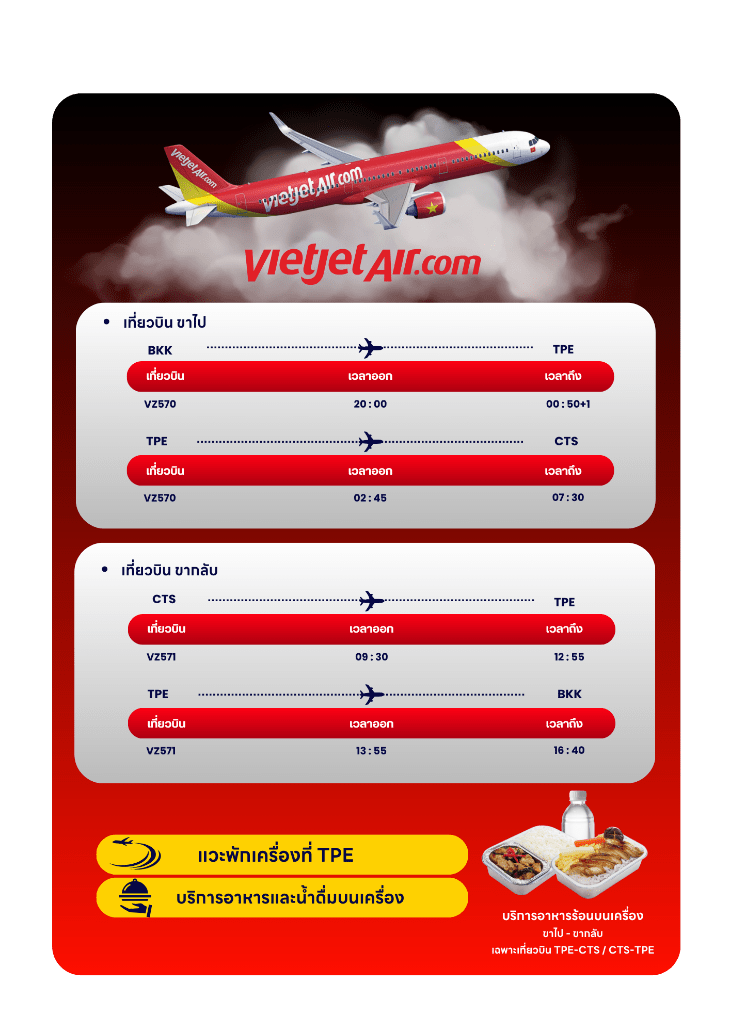 vietjetAir.com
vietjetAir.com
vietjetAir.com
• เที่ยวบิน ขาไป
BKK TPE
เที่ยวบิน เวลาออก เวลาถึง
VZ570 20 : 00 00 : 50+1
TPE CTS
เที่ยวบิน เวลาออก เวลาถึง
VZ570 02 : 45 07 : 30
• เที่ยวบิน ขากลับ
CTS TPE
เที่ยวบิน เวลาออก เวลาถึง
VZ571 09 : 30 12 : 55
TPE BKK
เที่ยวบิน เวลาออก เวลาถึง
VZ571 13 : 55 16 : 40
แวะพักเครื่องที่ TPE
บริการอาหารและน้ำดื่มบนเครื่อง
บริการอาหารร้อนบนเครื่อง
ขาไป - ขากลับ
เฉพาะเที่ยวบิน TPE-CTS / CTS-TPE